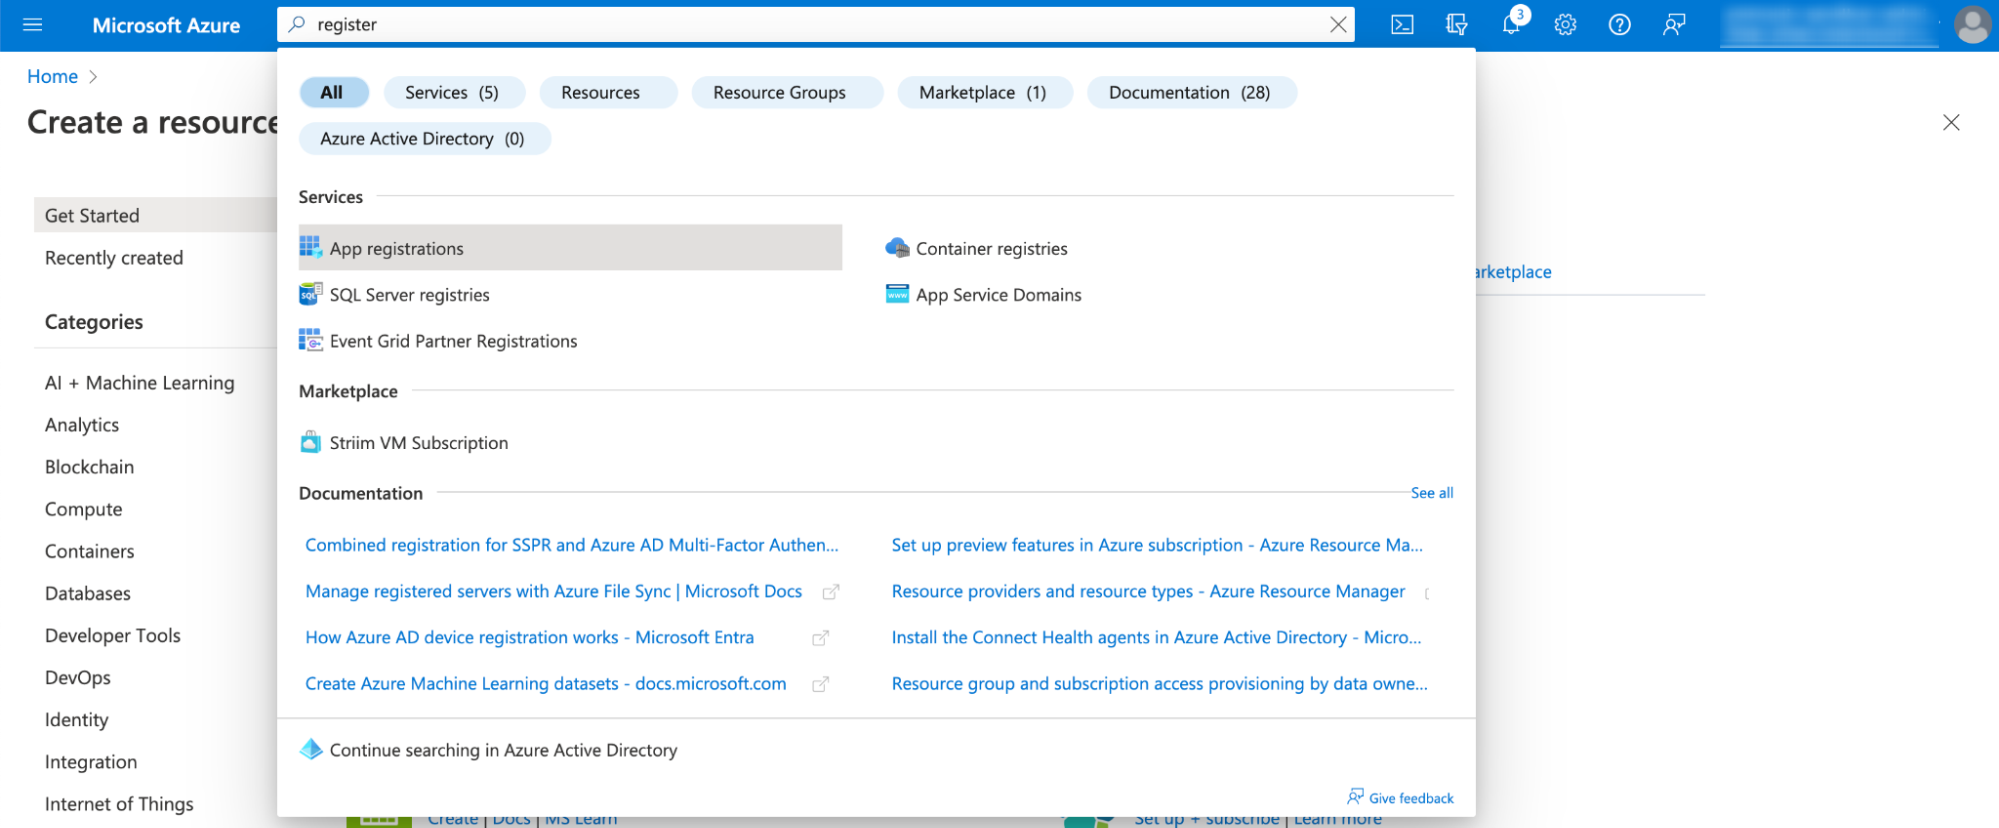 Microsoft Azure
register
3
Home
Create a resource
All
Services (5)
Resources
Resource Groups
Marketplace (1)
Documentation (28)
Azure Active Directory (0)
Get Started
Recently created
Categories
AI + Machine Learning
Analytics
Blockchain
Compute
Containers
Databases
Developer Tools
DevOps
Identity
Integration
Internet of Things
Services
App registrations
Container registries
SQL Server registries
App Service Domains
Event Grid Partner Registrations
Marketplace
Striim VM Subscription
Documentation
See all
Combined registration for SSPR and Azure AD Multi-Factor Authen...
Set up preview features in Azure subscription - Azure Resource Ma...
Manage registered servers with Azure File Sync | Microsoft Docs
Resource providers and resource types - Azure Resource Manager
How Azure AD device registration works - Microsoft Entra
Install the Connect Health agents in Azure Active Directory - Micro...
Create Azure Machine Learning datasets - docs.microsoft.com
Resource group and subscription access provisioning by data owne...
Continue searching in Azure Active Directory
Give feedback
arketplace
Create | Docs | MS Learn
Set up + subscribe | Learn more